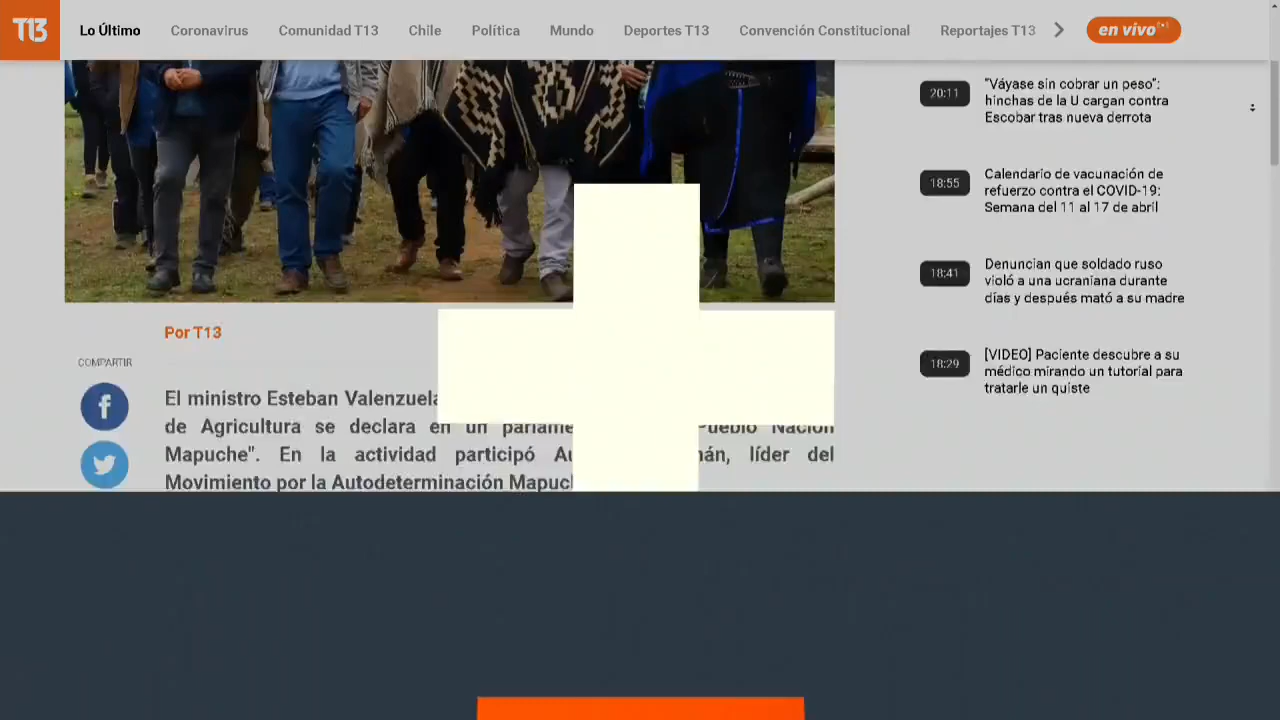 T13
Lo Último
Coronavirus
Comunidad T13
Chile
Política
Mundo
Deportes T13
Convención Constitucional
Reportajes T13
en vivo
20:11
"Váyase sin cobrar un peso":
hinchas de la U cargan contra
Escobar tras nueva derrota
18:55
Calendario de vacunación de
refuerzo contra el COVID-19:
Semana del 11 al 17 de abril
18:41
Denuncian que soldado ruso
violó a una ucraniana durante
días y después mató a su madre
18:29
[VIDEO] Paciente descubre a su
médico mirando un tutorial para
tratarle un quiste
Por T13
COMPARTIR
El ministro Esteban Valenzuela
de Agricultura se declara en un Pueblo Nación
Mapuche". En la actividad participó líder del
Movimiento por la Autodeterminación